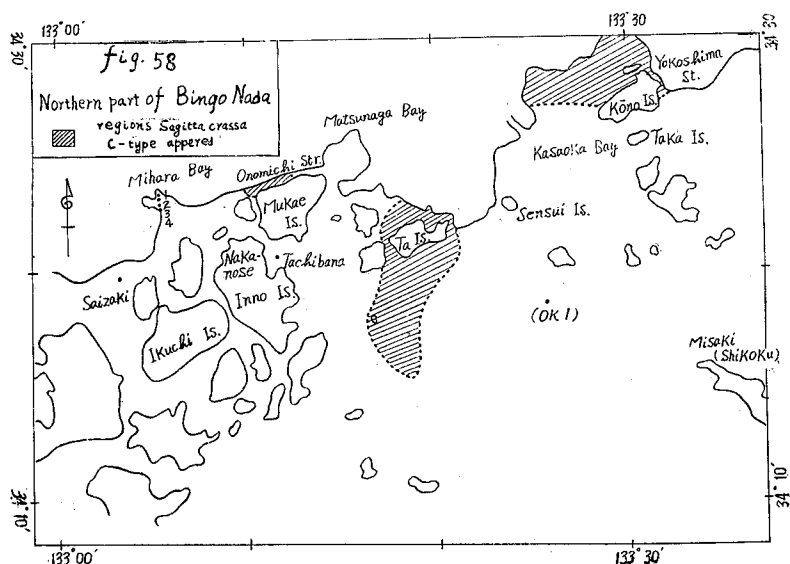 133°00'
133°30'
34°30'
34°30'
fig. 58
Northern part of Bingo Nada
regions Sagitta crassa
C-type appered
Yokoshima
St.
Kōno Is.
Matsunaga Bay
Kasaoka Bay
Taka Is.
Mihara Bay
Onomichi Str.
1
2
3
4
Mukae
Is.
Sensui Is.
Ta Is.
Naka-
nose
Tachibana
Saizaki
Inno Is.
(OKI)
Ikuchi Is.
Misaki
(Shikoku)
34°10'
34°10'
133°00'
133°30'